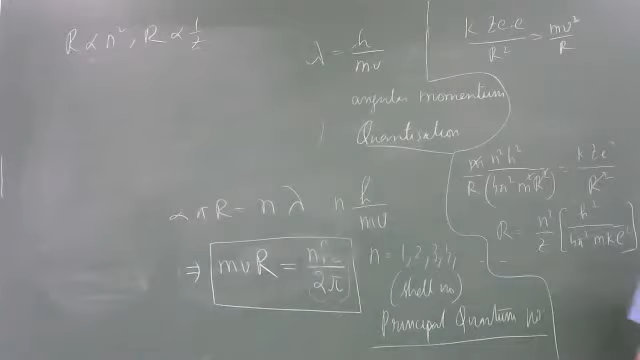 R ∝ n², R ∝ 1/z
λ = h/mv
angular momentum
Quantisation
2πR = nλ n h/mv
⇒ mvR = nh/2π
n = 1, 2, 3, 4,
(shell no)
Principal Quantum no
k ze.e/R² = mv²/R
m/R n²h²/(4π²m²R²) = k ze²/R²
R = n²/z [h²/4π²mke²]